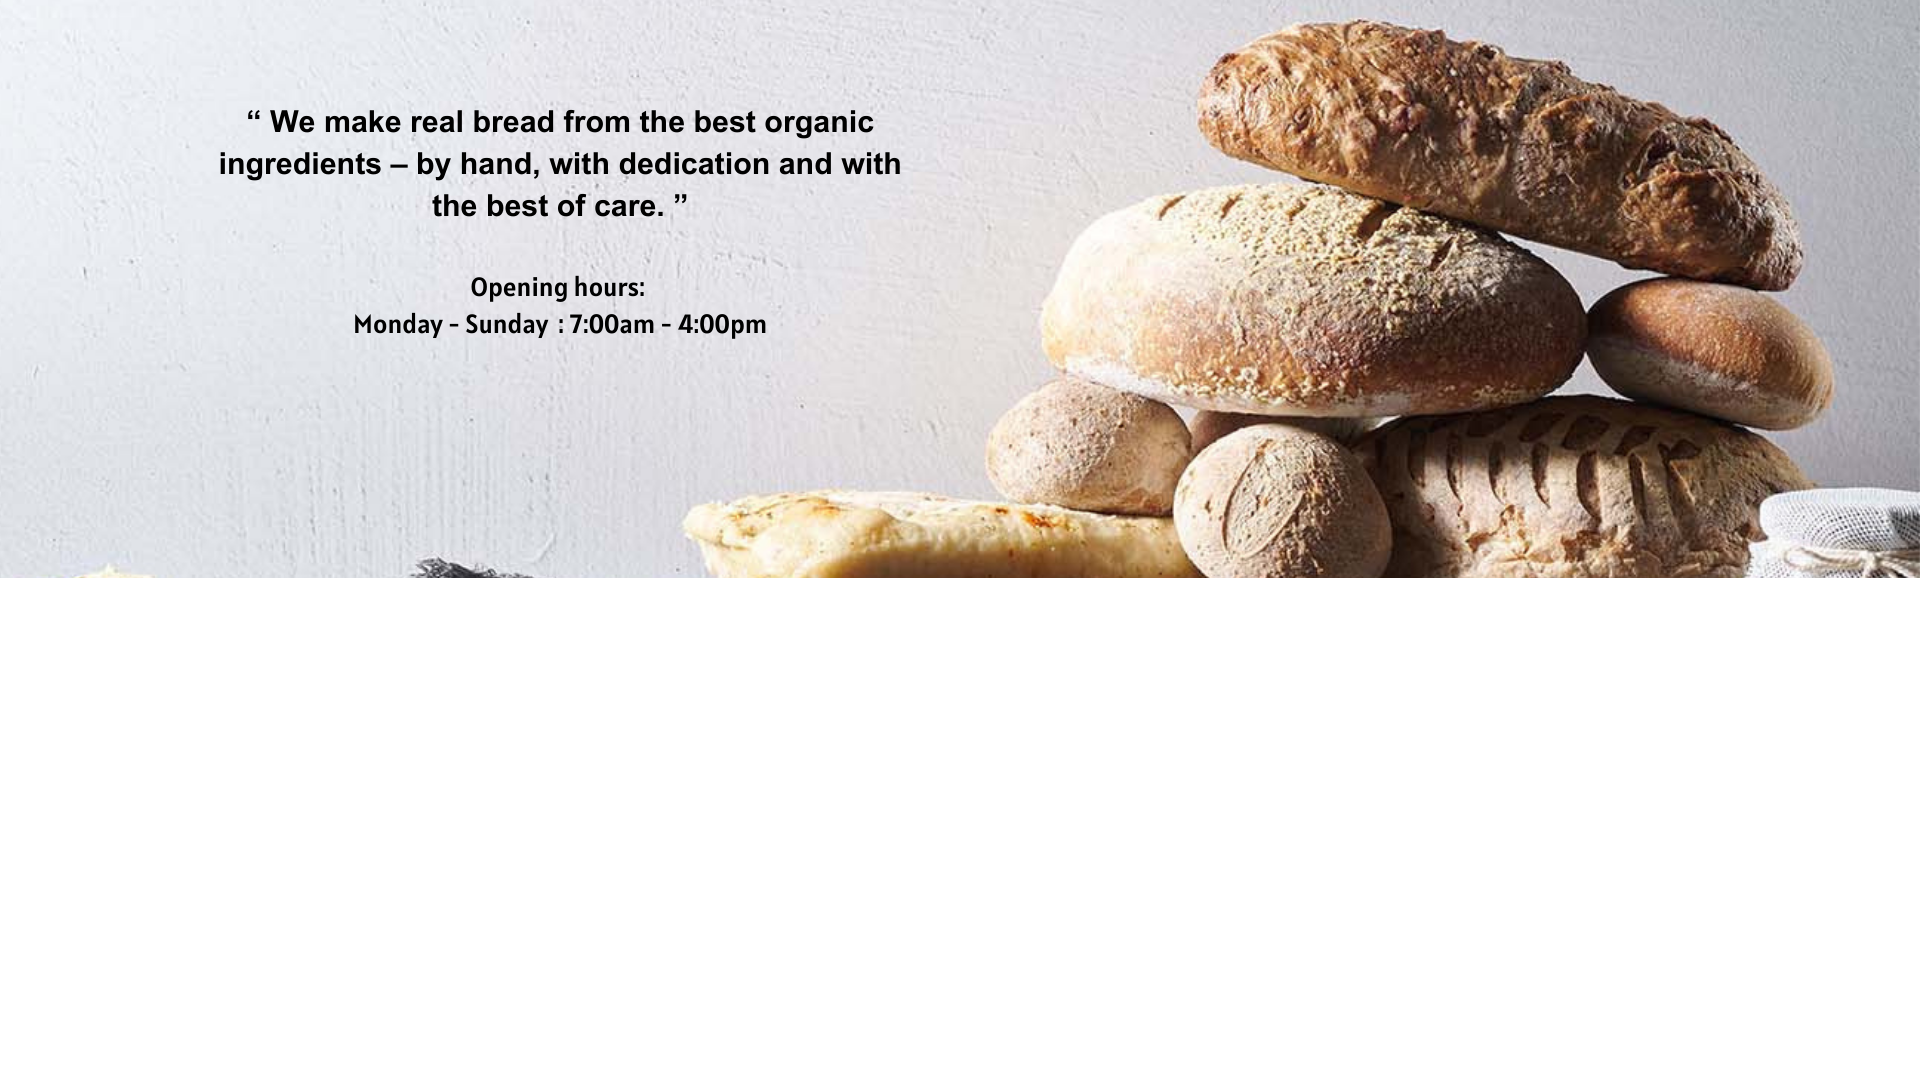 “ We make real bread from the best organic
ingredients – by hand, with dedication and with
the best of care. ”
Opening hours:
Monday - Sunday : 7:00am - 4:00pm